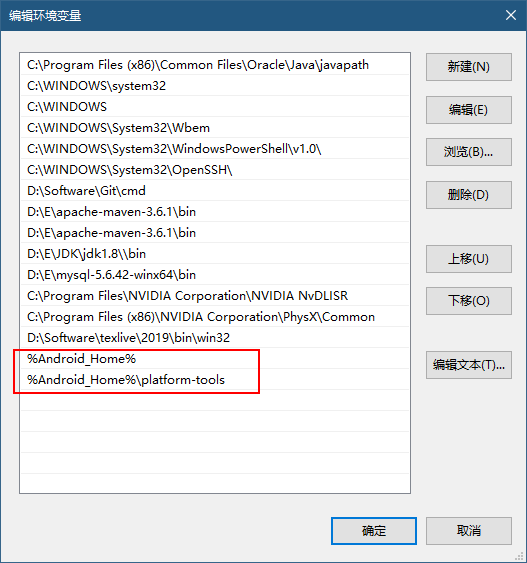 编辑环境变量
C:\Program Files (x86)\Common Files\Oracle\Java\javapath
C:\WINDOWS\system32
C:\WINDOWS
C:\WINDOWS\System32\Wbem
C:\WINDOWS\System32\WindowsPowerShell\v1.0\
C:\WINDOWS\System32\OpenSSH\
D:\Software\Git\cmd
D:\E\apache-maven-3.6.1\bin
D:\E\apache-maven-3.6.1\bin
D:\E\JDK\jdk1.8\\bin
D:\E\mysql-5.6.42-winx64\bin
C:\Program Files\NVIDIA Corporation\NVIDIA NvDLISR
C:\Program Files (x86)\NVIDIA Corporation\PhysX\Common
D:\Software\texlive\2019\bin\win32
%Android_Home%
%Android_Home%\platform-tools
新建(N)
编辑(E)
浏览(B)...
删除(D)
上移(U)
下移(O)
编辑文本(T)...
确定
取消